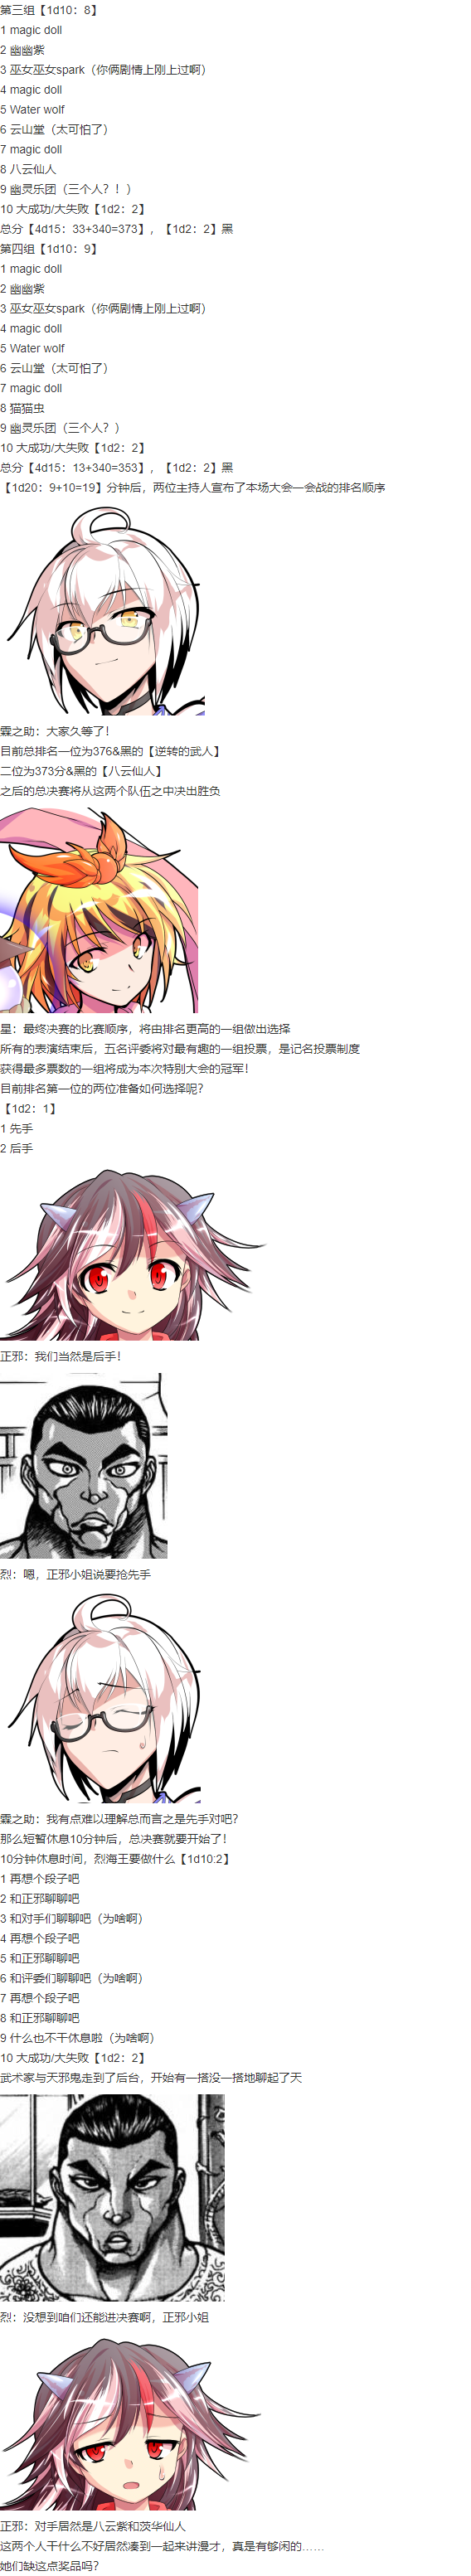 第三组【1d10：8】
1 magic doll
2 幽幽紫
3 巫女巫女spark（你俩剧情上刚上过啊）
4 magic doll
5 Water wolf
6 云山堂（太可怕了）
7 magic doll
8 八云仙人
9 幽灵乐团（三个人？！）
10 大成功/大失败【1d2：2】
总分【4d15：33+340=373】，【1d2：2】黑
第四组【1d10：9】
1 magic doll
2 幽幽紫
3 巫女巫女spark（你俩剧情上刚上过啊）
4 magic doll
5 Water wolf
6 云山堂（太可怕了）
7 magic doll
8 猫猫虫
9 幽灵乐团（三个人？）
10 大成功/大失败【1d2：2】
总分【4d15：13+340=353】，【1d2：2】黑
【1d20：9+10=19】分钟后，两位主持人宣布了本场大会一会战的排名顺序
霖之助：大家久等了！
目前总排名一位为376&黑的【逆转的武人】
二位为373分&黑的【八云仙人】
之后的总决赛将从这两个队伍之中决出胜负
星：最终决赛的比赛顺序，将由排名更高的一组做出选择
所有的表演结束后，五名评委将对最有趣的一组投票，是记名投票制度
获得最多票数的一组将成为本次特别大会的冠军！
目前排名第一位的两位准备如何选择呢？
【1d2：1】
1 先手
2 后手
正邪：我们当然是后手！
烈：嗯，正邪小姐说要抢先手
霖之助：我有点难以理解总而言之是先手对吧？
那么短暂休息10分钟后，总决赛就要开始了！
10分钟休息时间，烈海王要做什么【1d10:2】
1 再想个段子吧
2 和正邪聊聊吧
3 和对手们聊聊吧（为啥啊）
4 再想个段子吧
5 和正邪聊聊吧
6 和评委们聊聊吧（为啥啊）
7 再想个段子吧
8 和正邪聊聊吧
9 什么也不干休息啦（为啥啊）
10 大成功/大失败【1d2：2】
武术家与天邪鬼走到了后台，开始有一搭没一搭地聊起了天
烈：没想到咱们还能进决赛啊，正邪小姐
正邪：对手居然是八云紫和茨华仙人
这两个人干什么不好居然凑到一起来讲漫才，真是有够闲的……
她们缺这点奖品吗？